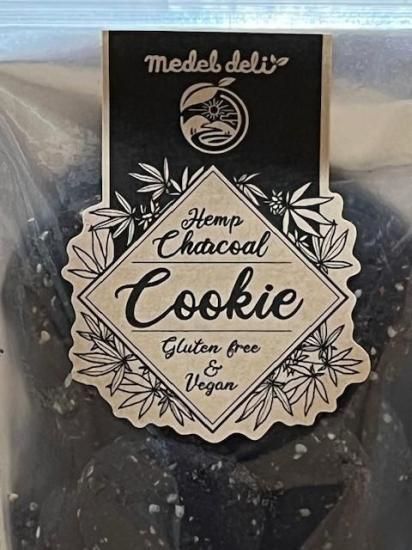 medel deli
Hemp
Charcoal
Cookie
Gluten free
&
Vegan